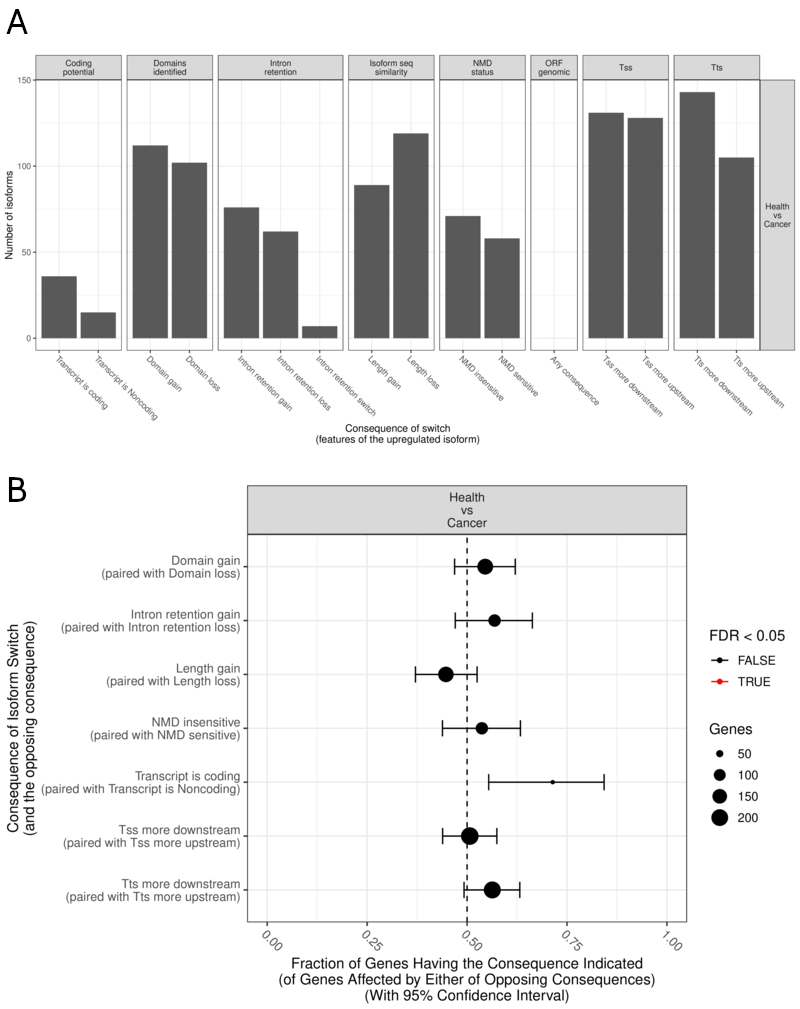 A
Coding
potential
Domains
identified
Intron
retention
Isoform seq
similarity
NMD
status
ORF
genomic
Tss
Tts
150
100
50
0
Number of isoforms
Health
vs
Cancer
Transcript is coding
Transcript is Noncoding
Domain gain
Domain loss
Intron retention gain
Intron retention loss
Intron retention switch
Length gain
Length loss
NMD insensitive
NMD sensitive
Any consequence
Tss more downstream
Tss more upstream
Tts more downstream
Tts more upstream
Consequence of switch
(features of the upregulated isoform)
B
Health
vs
Cancer
Consequence of Isoform Switch
(and the opposing consequence)
Domain gain
(paired with Domain loss)
Intron retention gain
(paired with Intron retention loss)
Length gain
(paired with Length loss)
NMD insensitive
(paired with NMD sensitive)
Transcript is coding
(paired with Transcript is Noncoding)
Tss more downstream
(paired with Tss more upstream)
Tts more downstream
(paired with Tts more upstream)
0.00
0.25
0.50
0.75
1.00
Fraction of Genes Having the Consequence Indicated
(of Genes Affected by Either of Opposing Consequences)
(With 95% Confidence Interval)
FDR < 0.05
FALSE
TRUE
Genes
50
100
150
200